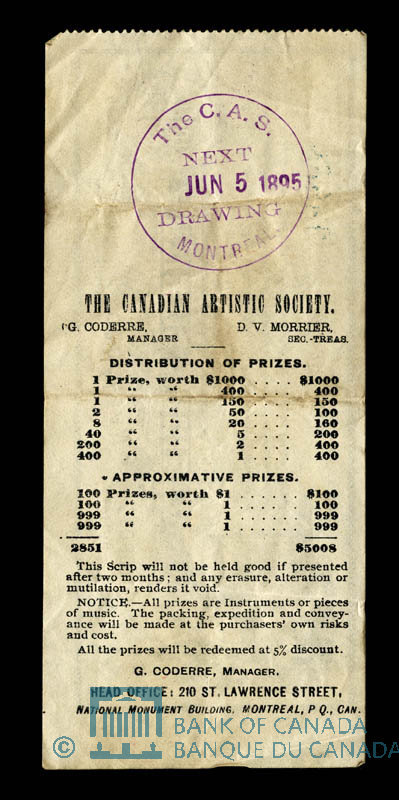 The C. A. S.
NEXT
JUN 5 1895
DRAWING
MONTREAL
THE CANADIAN ARTISTIC SOCIETY.
G. CODERRE, D. V. MORRIER,
MANAGER SEC.-TREAS.
DISTRIBUTION OF PRIZES.
1 Prize, worth $1000 . . . . $1000
1 “ “ 400 . . . . 400
1 “ “ 150 . . . . 150
2 “ “ 50 . . . . 100
8 “ “ 20 . . . . 160
40 “ “ 5 . . . . 200
200 “ “ 2 . . . . 400
400 “ “ 1 . . . . 400
APPROXIMATIVE PRIZES.
100 Prizes, worth $1 . . . . . $100
100 “ “ 1 . . . . . 100
999 “ “ 1 . . . . . 999
999 “ “ 1 . . . . . 999
2851 $5008
This Scrip will not be held good if presented
after two months; and any erasure, alteration or
mutilation, renders it void.
NOTICE.—All prizes are Instruments or pieces
of music. The packing, expedition and convey-
ance will be made at the purchasers' own risks
and cost.
All the prizes will be redeemed at 5% discount.
G. CODERRE, MANAGER.
HEAD OFFICE: 210 ST. LAWRENCE STREET,
NATIONAL MONUMENT BUILDING, MONTREAL, P Q., CAN.
© BANK OF CANADA
BANQUE DU CANADA